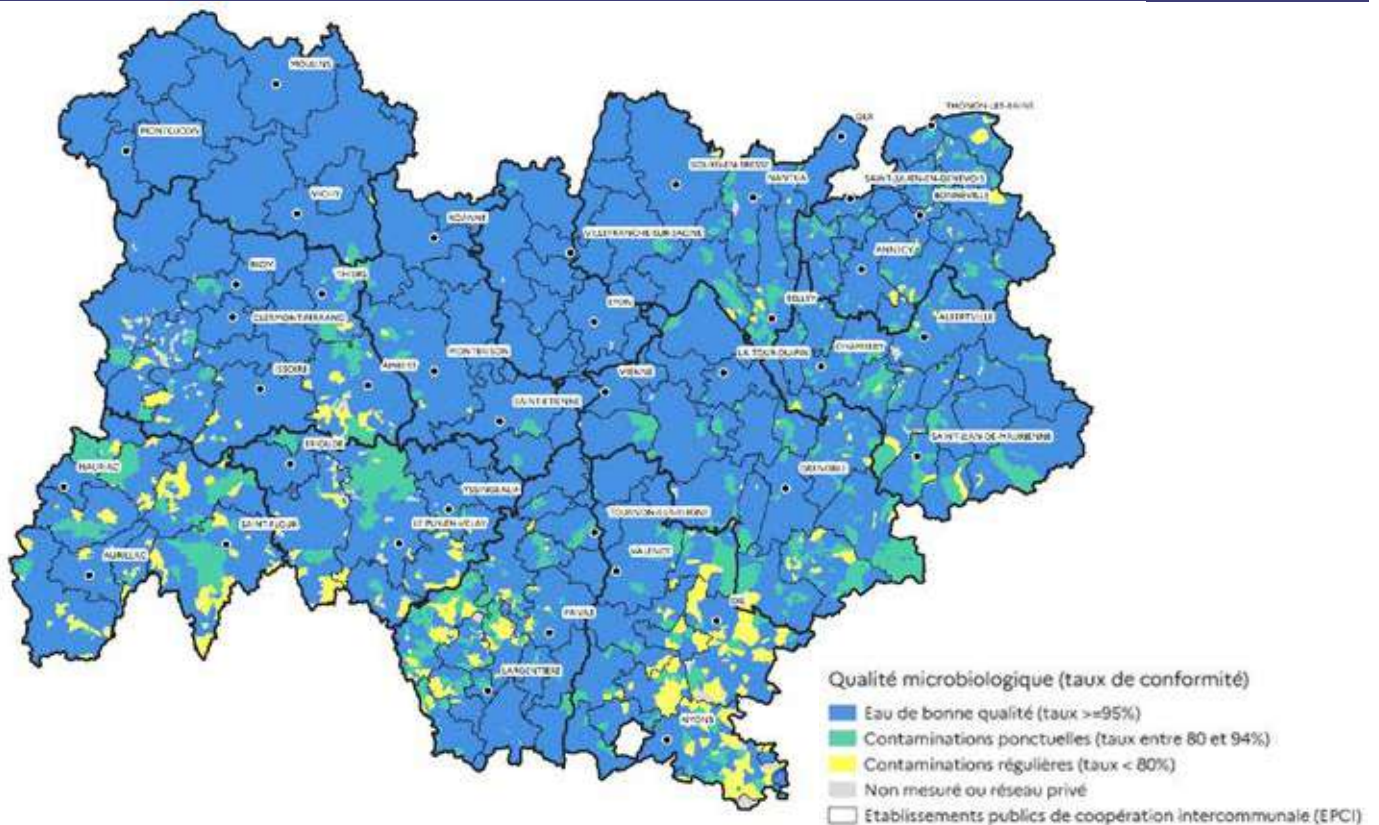 MOULINS
THONON-LES-BAINS
GEX
MONTLUCON
BOURG-EN-BRESSE
NANTUA
SAINT-JULIEN-EN-GENEVOIS
BONNEVILLE
VICHY
ROANNE
VILLEFRANCHE-SUR-SAONE
ANNECY
RIOM
THIERS
BELLEY
CLERMONT-FERRAND
LYON
ALBERTVILLE
MONTBRISON
LA-TOUR-DU-PIN
CHAMBERY
ISSOIRE
AMBERT
VIENNE
SAINT-ETIENNE
SAINT-JEAN-DE-MAURIENNE
BRIOUDE
MAURIAC
GRENOBLE
YSSINGEAUX
TOURNON-SUR-RHONE
SAINT-FLOUR
LE PUY-EN-VELAY
VALENCE
AURILLAC
DIE
PRIVAS
LARGENTIERE
NYONS
Qualité microbiologique (taux de conformité)
Eau de bonne qualité (taux >=95%)
Contaminations ponctuelles (taux entre 80 et 94%)
Contaminations régulières (taux < 80%)
Non mesuré ou réseau privé
Etablissements publics de coopération intercommunale (EPCI)